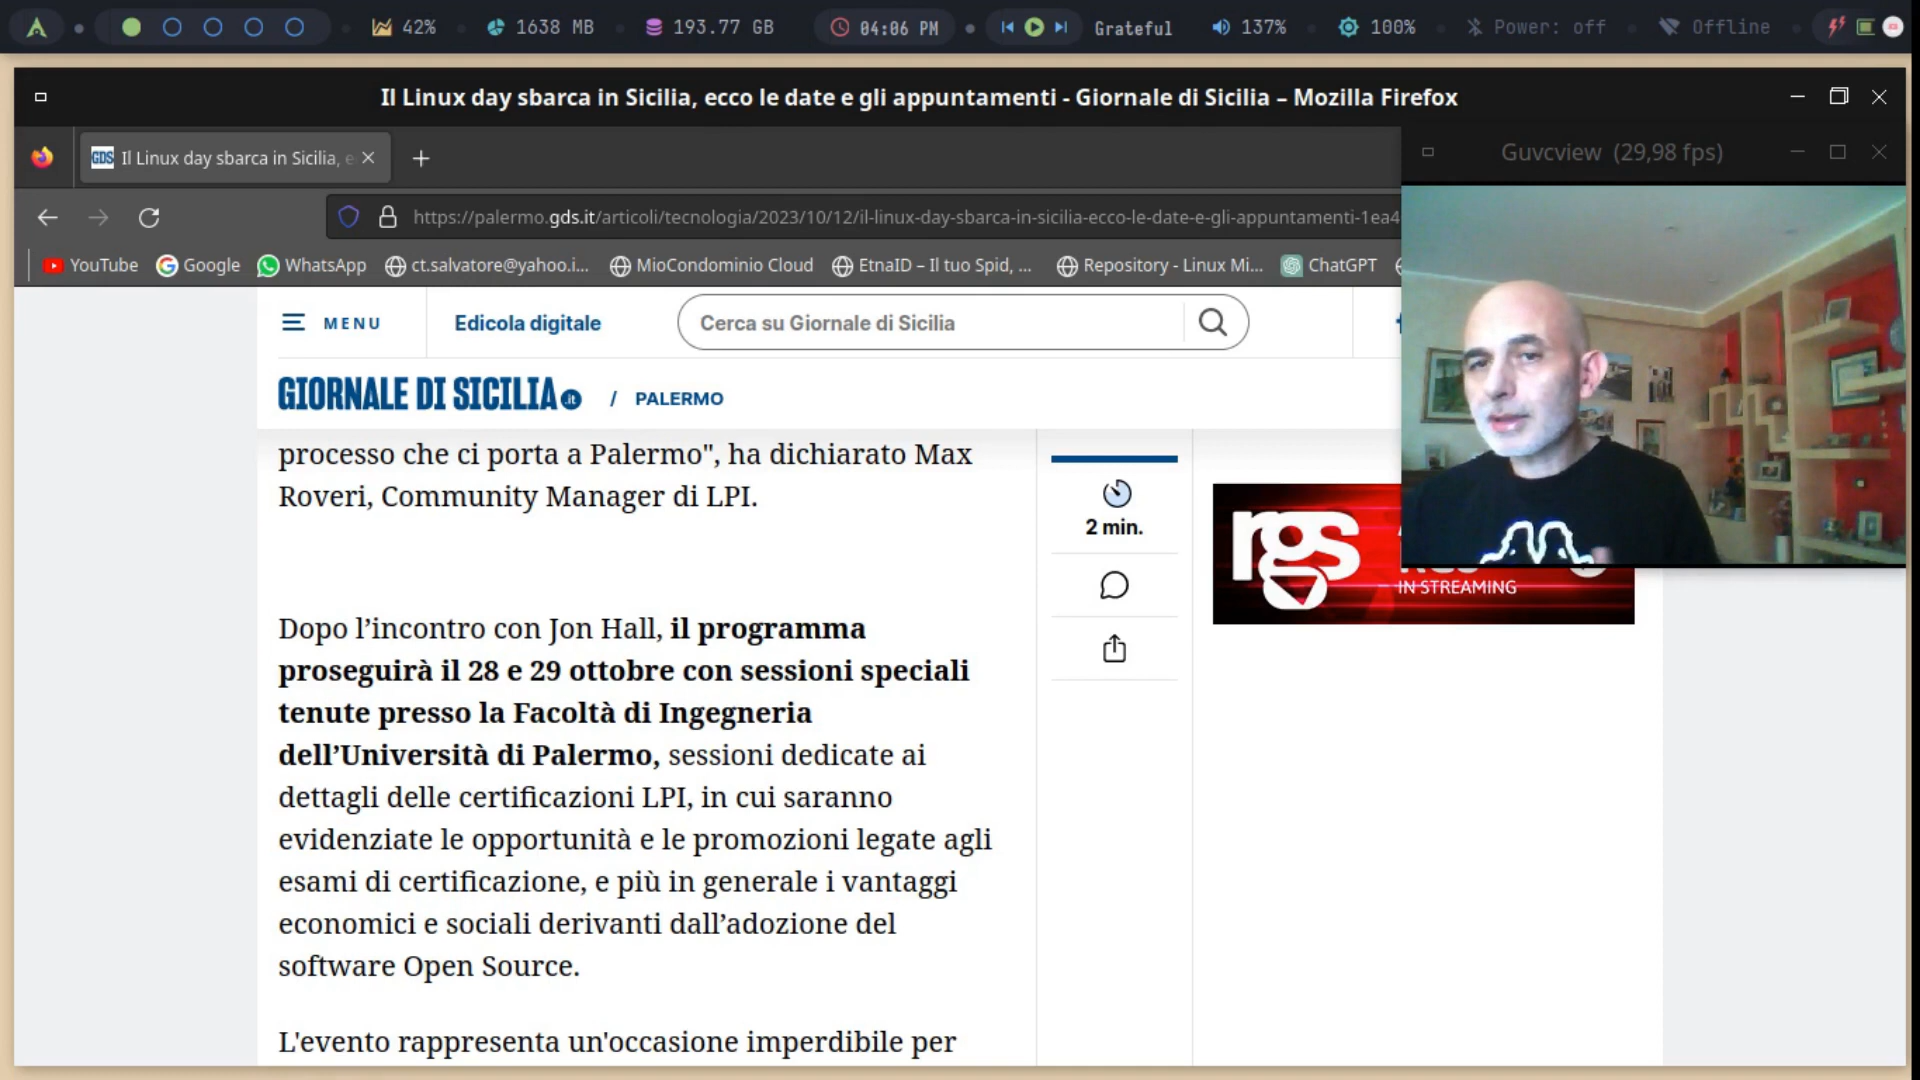 42%
1638 MB
193.77 GB
04:06 PM
Grateful
137%
100%
Power: off
Offline
Il Linux day sbarca in Sicilia, ecco le date e gli appuntamenti - Giornale di Sicilia – Mozilla Firefox
GDS Il Linux day sbarca in Sicilia, e
Guvcview (29,98 fps)
https://palermo.gds.it/articoli/tecnologia/2023/10/12/il-linux-day-sbarca-in-sicilia-ecco-le-date-e-gli-appuntamenti-1ea4
YouTube
Google
WhatsApp
ct.salvatore@yahoo.i...
MioCondominio Cloud
EtnaID – Il tuo Spid, ...
Repository - Linux Mi...
ChatGPT
MENU
Edicola digitale
Cerca su Giornale di Sicilia
GIORNALE DI SICILIA.it / PALERMO
processo che ci porta a Palermo", ha dichiarato Max
Roveri, Community Manager di LPI.
2 min.
rgs
IN STREAMING
Dopo l’incontro con Jon Hall, il programma
proseguirà il 28 e 29 ottobre con sessioni speciali
tenute presso la Facoltà di Ingegneria
dell’Università di Palermo, sessioni dedicate ai
dettagli delle certificazioni LPI, in cui saranno
evidenziate le opportunità e le promozioni legate agli
esami di certificazione, e più in generale i vantaggi
economici e sociali derivanti dall’adozione del
software Open Source.
L'evento rappresenta un'occasione imperdibile per